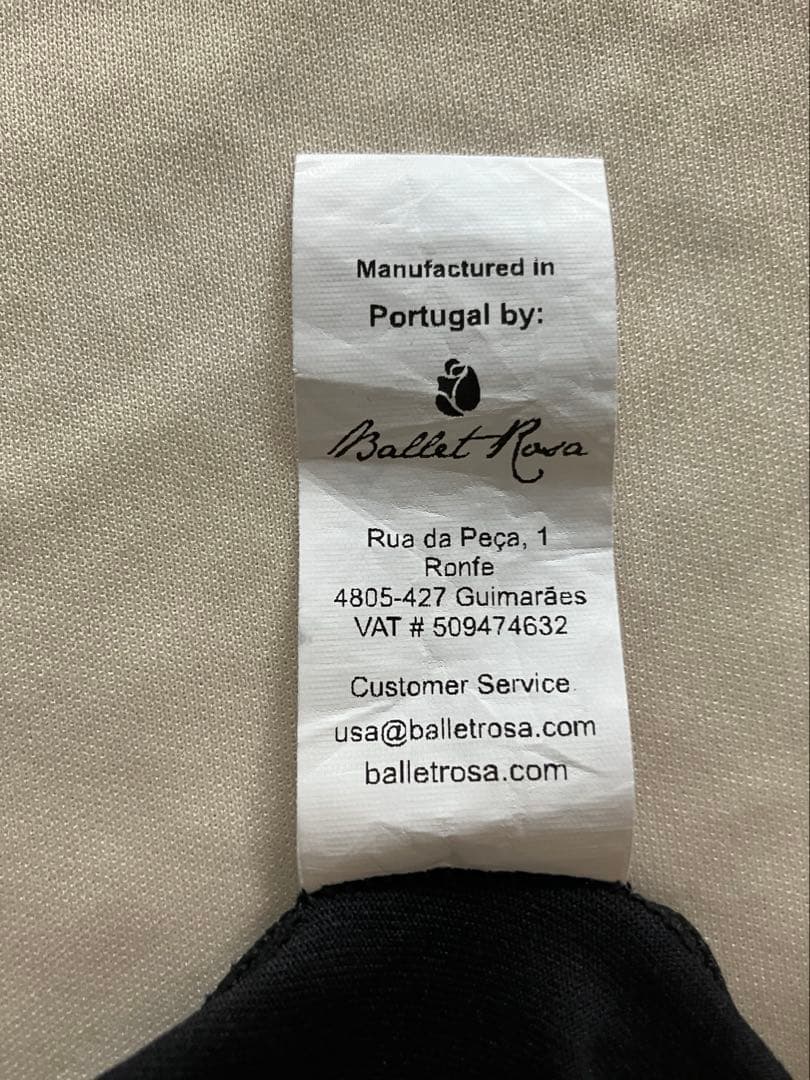 Manufactured in
Portugal by:
Ballet Rosa
Rua da Peça, 1
Ronfe
4805-427 Guimarães
VAT # 509474632
Customer Service
usa@balletrosa.com
balletrosa.com